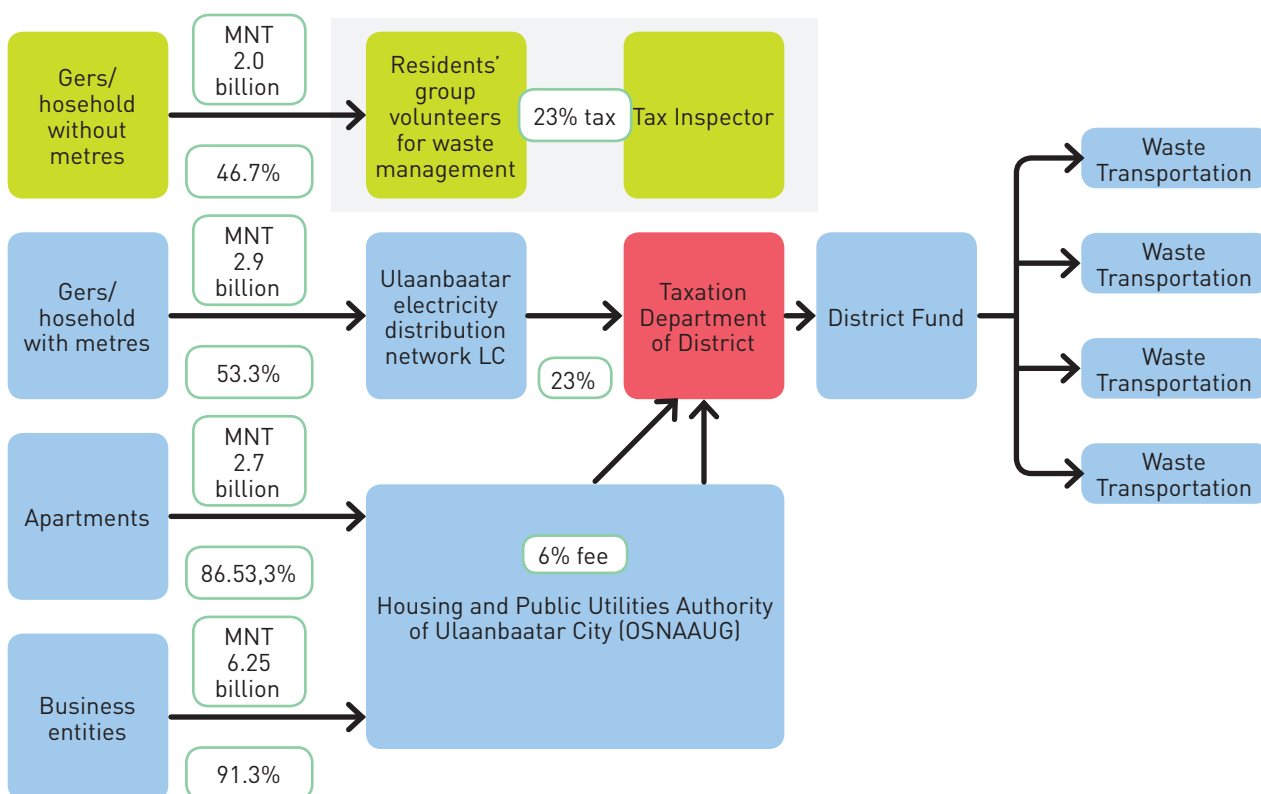 MNT
2.0
billion
Gers/
hosehold
without
metres
46.7%
Residents’
group
volunteers
for waste
management
23% tax
Tax Inspector
MNT
2.9
billion
Gers/
hosehold
with metres
53.3%
Ulaanbaatar
electricity
distribution
network LC
23%
Taxation
Department
of District
District Fund
Waste
Transportation
Waste
Transportation
Waste
Transportation
Waste
Transportation
MNT
2.7
billion
Apartments
86.53,3%
6% fee
Housing and Public Utilities Authority
of Ulaanbaatar City (OSNAAUG)
MNT
6.25
billion
Business
entities
91.3%